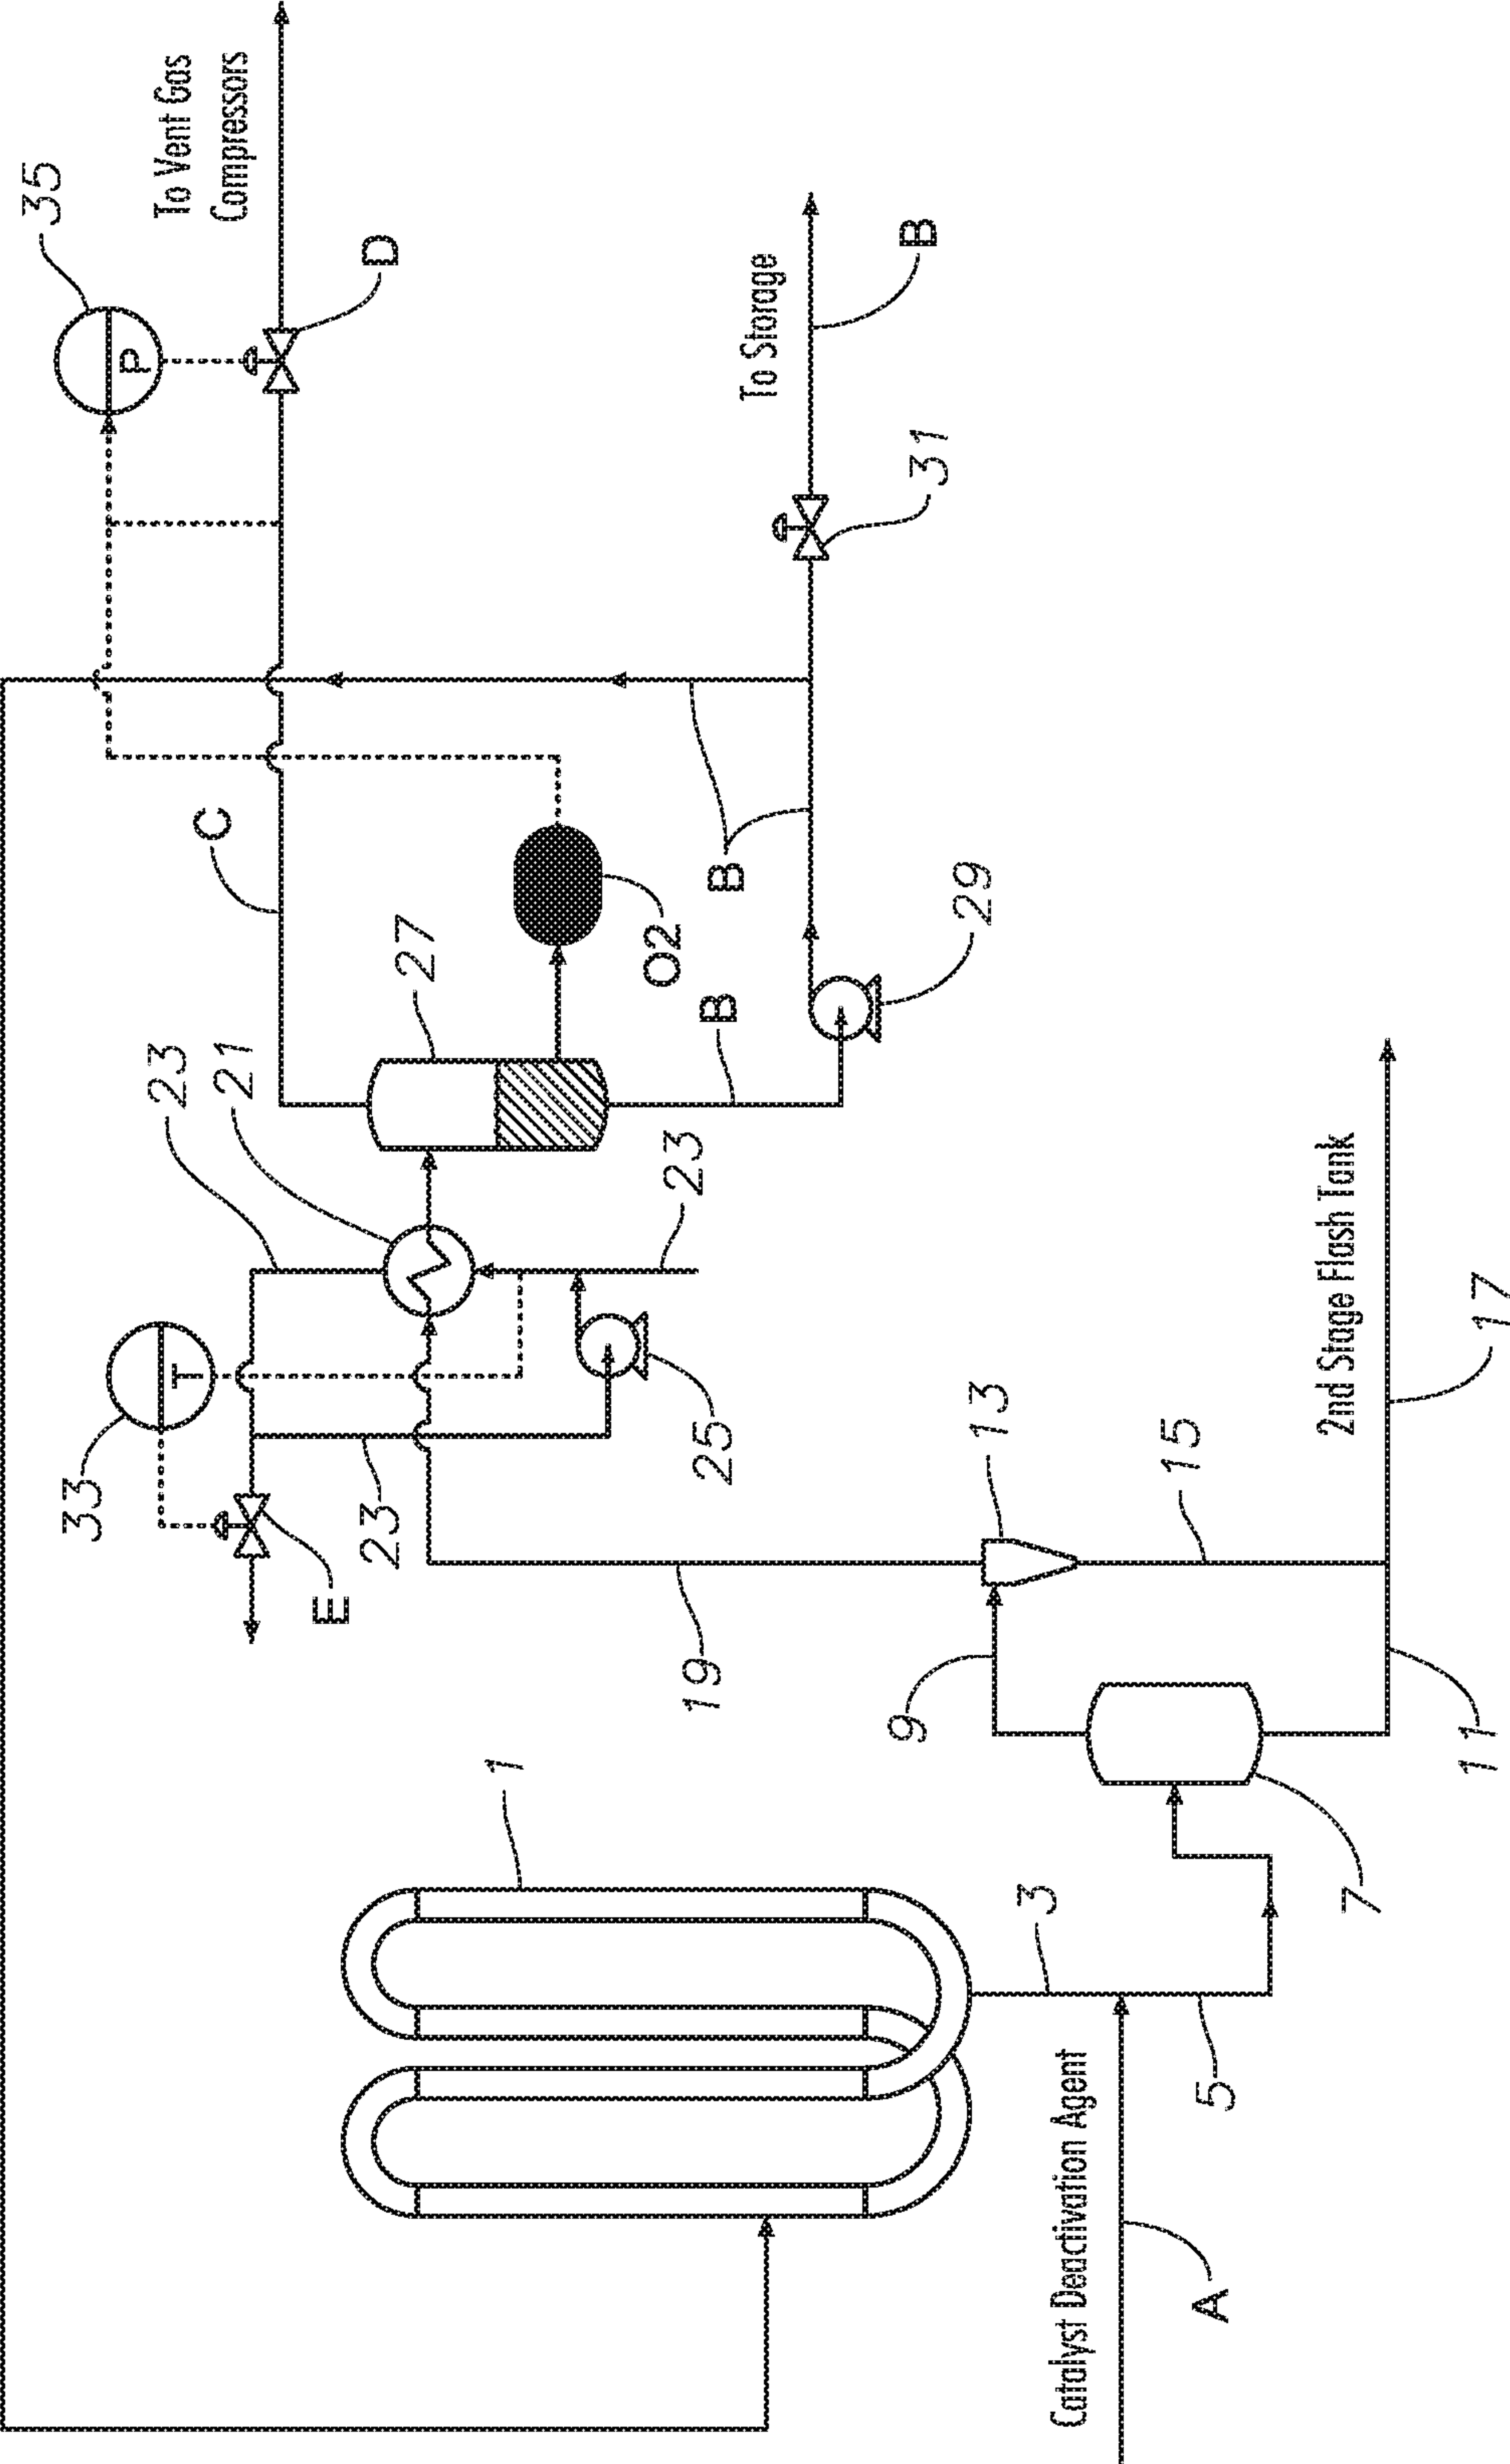 35
33
P
T
23
To Vent Gas
Compressors
21
C
E
23
D
27
1
O2
23
19
25
B
B
To Storage
9
B
31
29
13
3
Catalyst Deactivation Agent
15
A
5
2nd Stage Flash Tank
7
11
17